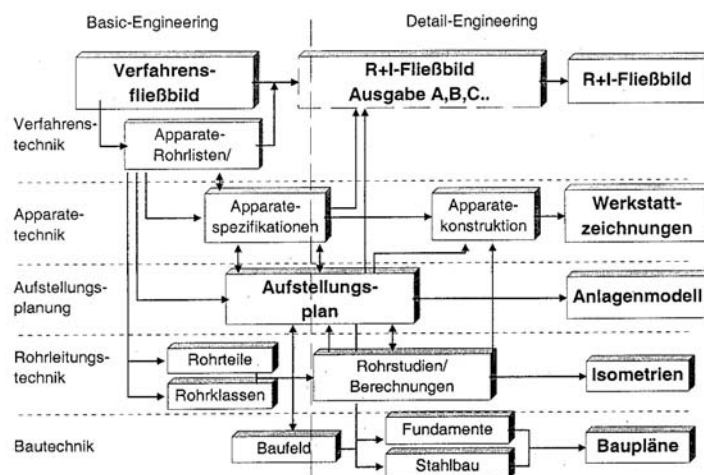 Basic-Engineering
Detail-Engineering
Verfahrens-
fließbild
R+I-Fließbild
Ausgabe A,B,C..
R+I-Fließbild
Verfahrens-
technik
Apparate-
Rohrlisten/
Apparate-
technik
Apparate-
spezifikationen
Apparate-
konstruktion
Werkstatt-
zeichnungen
Aufstellungs-
planung
Aufstellungs-
plan
Anlagenmodell
Rohrleitungs-
technik
Rohrteile
Rohrklassen
Rohrstudien/
Berechnungen
Isometrien
Bautechnik
Baufeld
Fundamente
Stahlbau
Baupläne